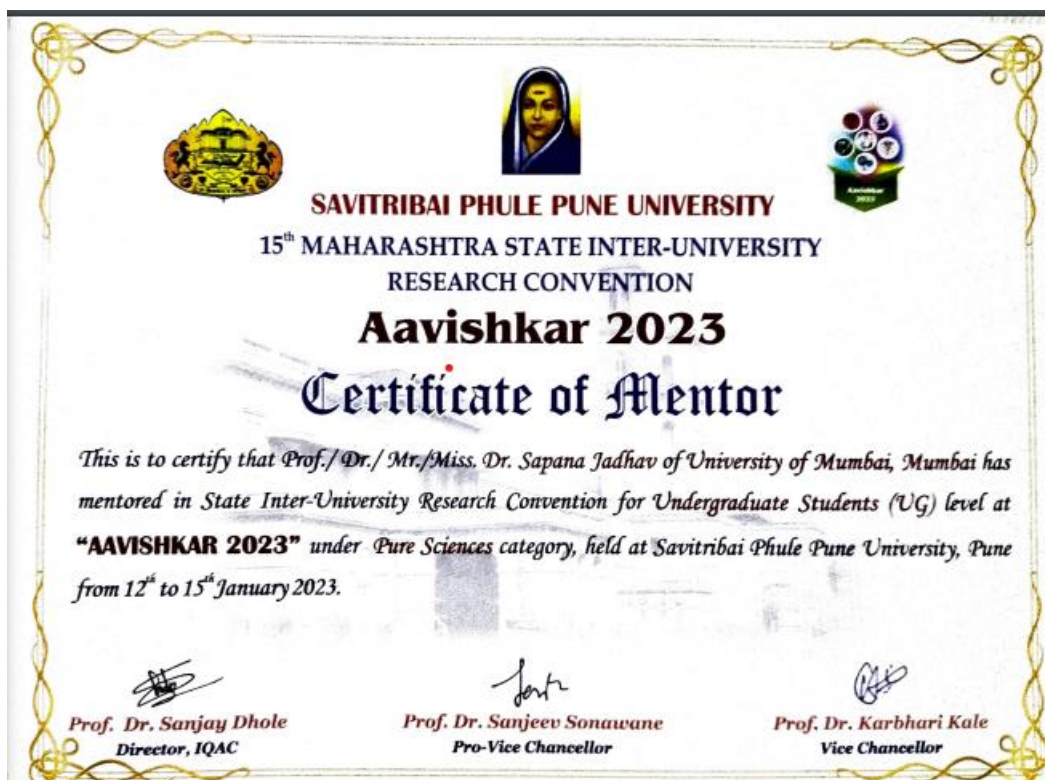 Aavishkar
2023
SAVITRIBAI PHULE PUNE UNIVERSITY
15th MAHARASHTRA STATE INTER-UNIVERSITY
RESEARCH CONVENTION
Aavishkar 2023
Certificate of Mentor
This is to certify that Prof./ Dr./ Mr./Miss. Dr. Sapana Jadhav of University of Mumbai, Mumbai has
mentored in State Inter-University Research Convention for Undergraduate Students (UG) level at
“AAVISHKAR 2023” under Pure Sciences category, held at Savitribai Phule Pune University, Pune
from 12th to 15th January 2023.
Prof. Dr. Sanjay Dhole
Director, IQAC
Prof. Dr. Sanjeev Sonawane
Pro-Vice Chancellor
Prof. Dr. Karbhari Kale
Vice Chancellor